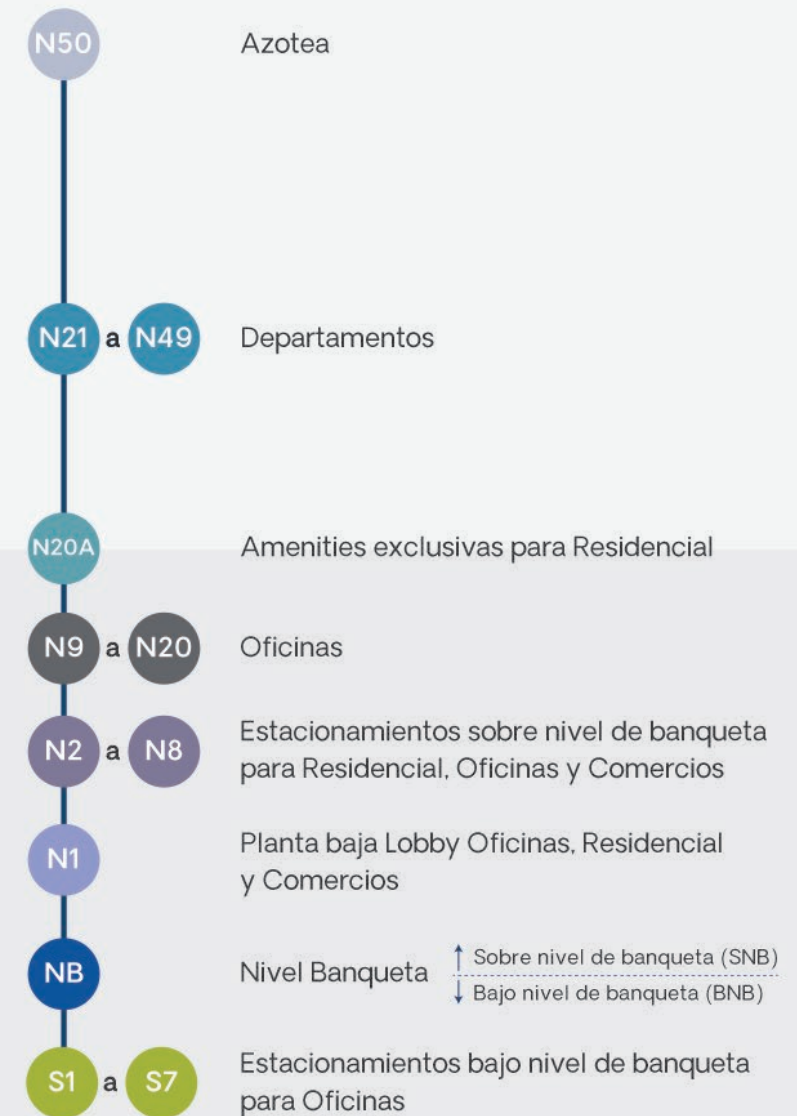 N50 Azotea
N21 a N49 Departamentos
N20A Amenities exclusivas para Residencial
N9 a N20 Oficinas
N2 a N8 Estacionamientos sobre nivel de banqueta
para Residencial, Oficinas y Comercios
N1 Planta baja Lobby Oficinas, Residencial
y Comercios
NB Nivel Banqueta
↑ Sobre nivel de banqueta (SNB)
↓ Bajo nivel de banqueta (BNB)
S1 a S7 Estacionamientos bajo nivel de banqueta
para Oficinas